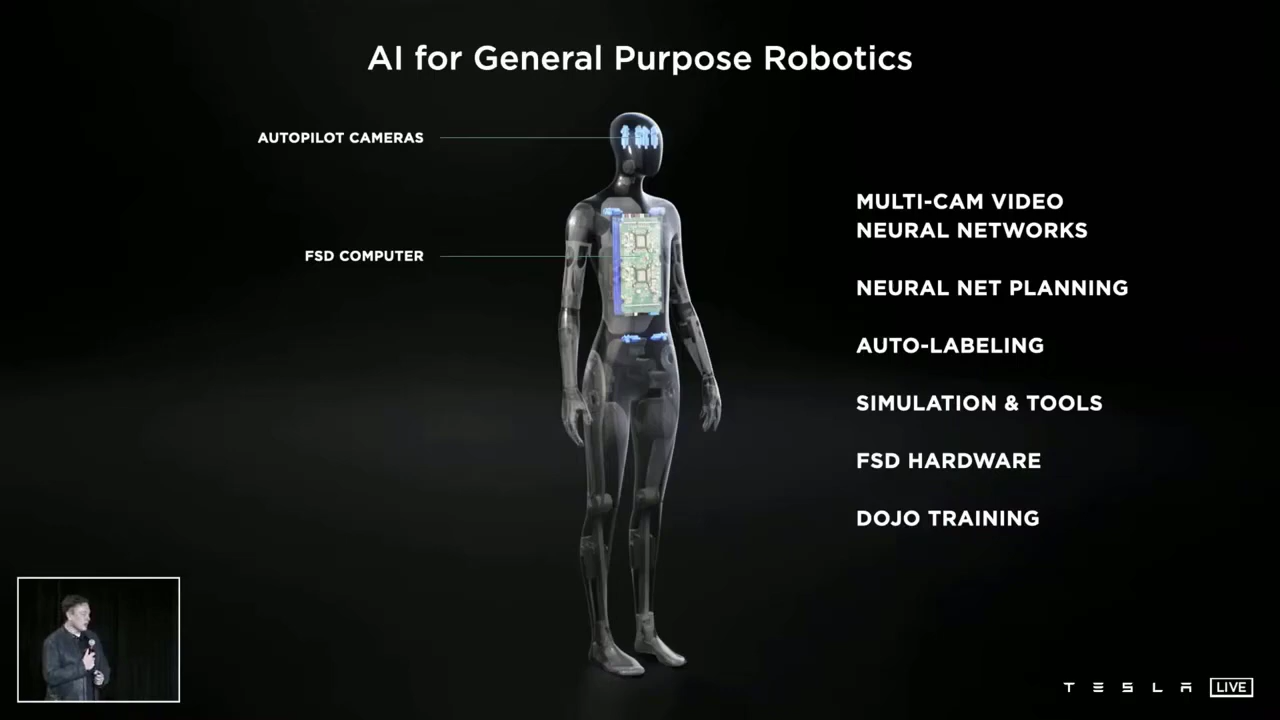 AI for General Purpose Robotics
AUTOPILOT CAMERAS
FSD COMPUTER
MULTI-CAM VIDEO
NEURAL NETWORKS
NEURAL NET PLANNING
AUTO-LABELING
SIMULATION & TOOLS
FSD HARDWARE
DOJO TRAINING
TESLA LIVE